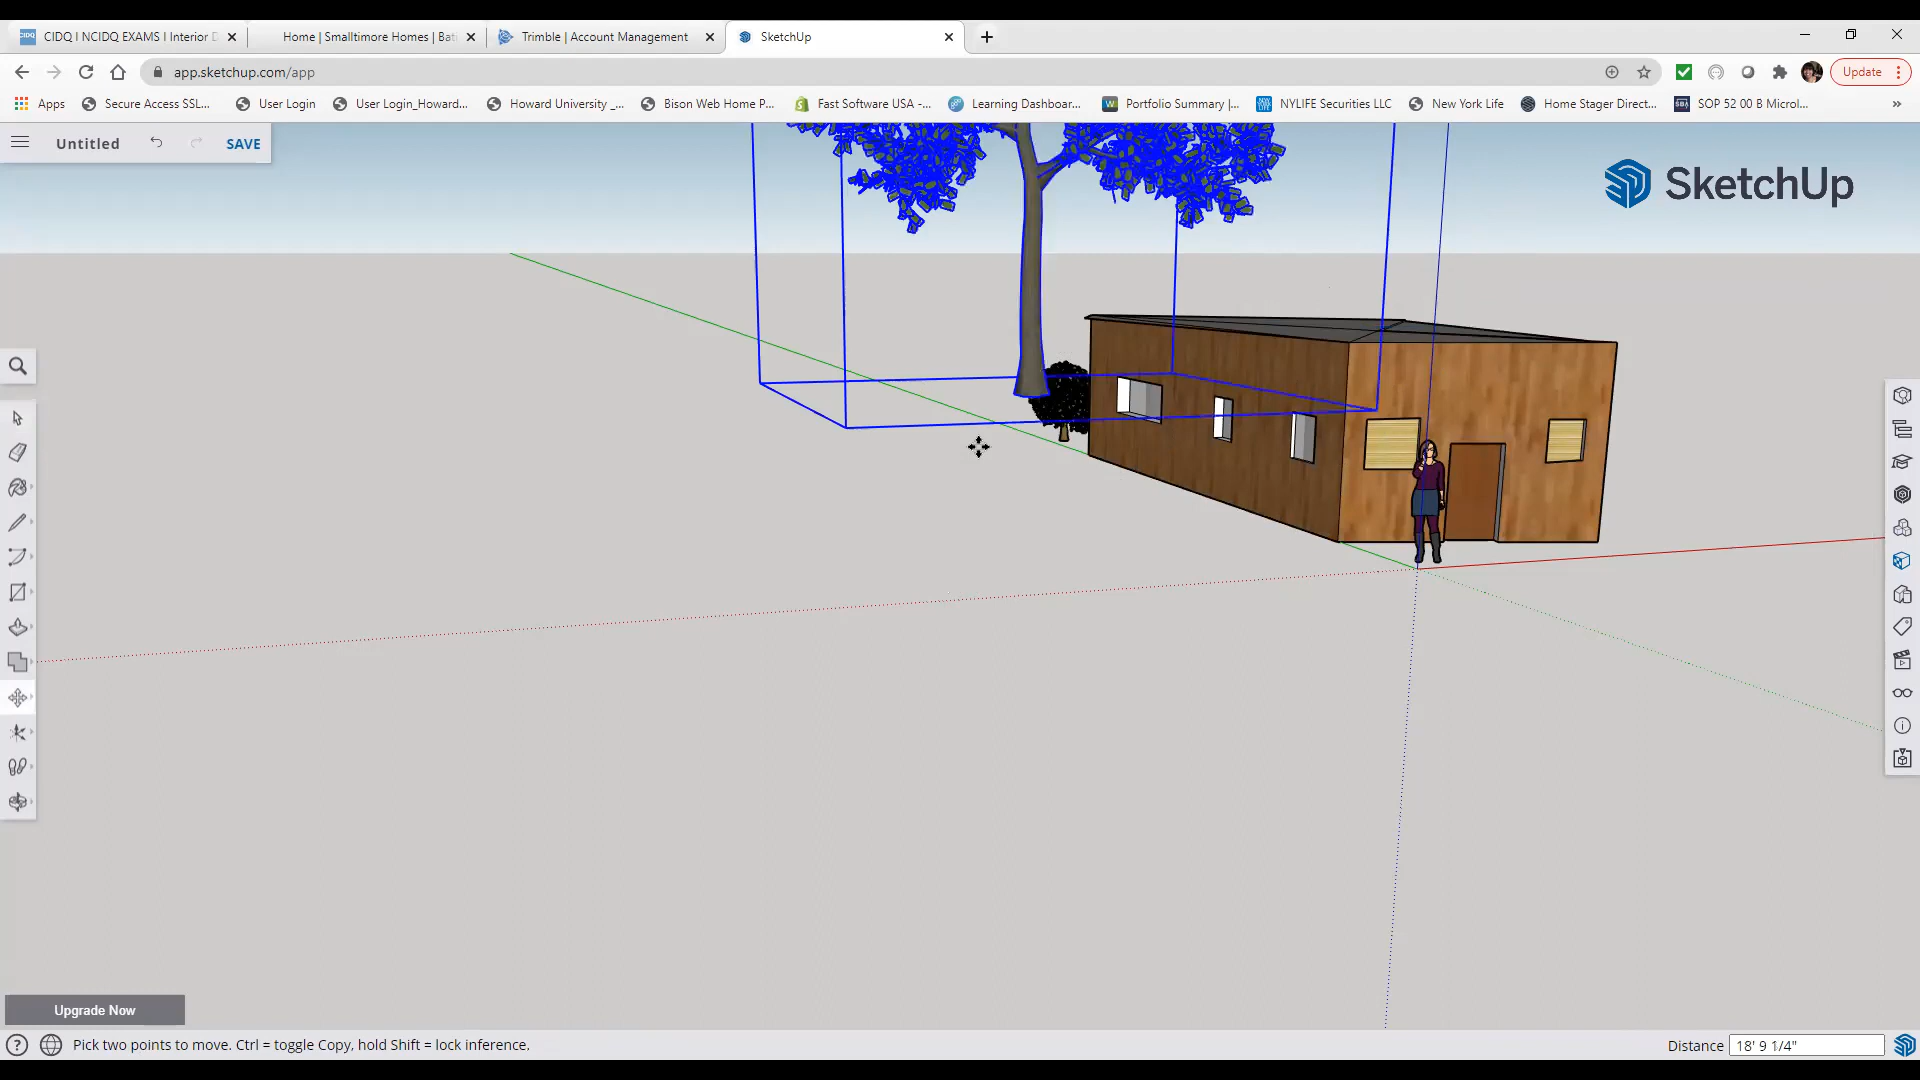 CIDQ I NCIDQ EXAMS I Interior D
Home | Smalltimore Homes | Balt
Trimble | Account Management
SketchUp
app.sketchup.com/app
Update
Apps
Secure Access SSL...
User Login
User Login_Howard...
Howard University _...
Bison Web Home P...
Fast Software USA -...
Learning Dashboar...
Portfolio Summary |...
NYLIFE Securities LLC
New York Life
Home Stager Direct...
SOP 52 00 B Microl...
Untitled
SAVE
SketchUp
Upgrade Now
Pick two points to move. Ctrl = toggle Copy, hold Shift = lock inference.
Distance
18' 9 1/4"